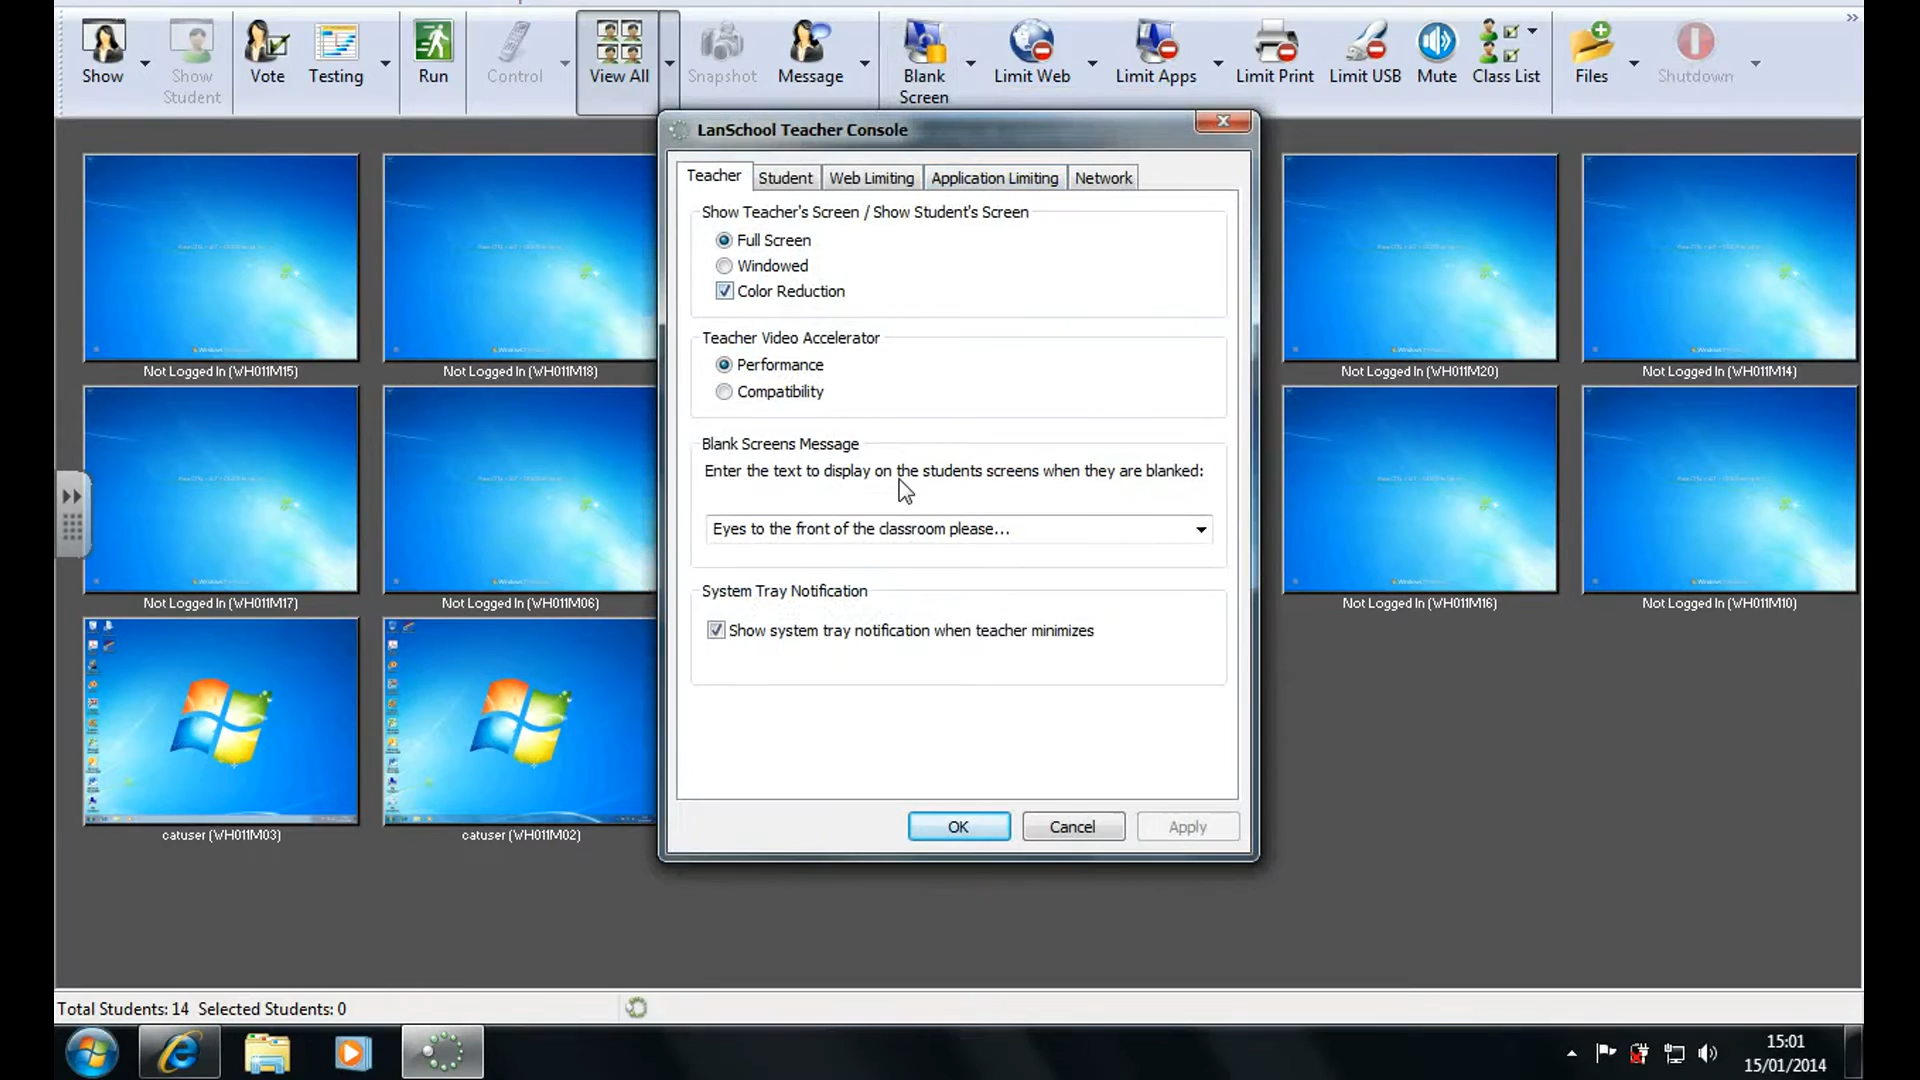 Show
Show Student
Vote
Testing
Run
Control
View All
Snapshot
Message
Blank Screen
Limit Web
Limit Apps
Limit Print
Limit USB
Mute
Class List
Files
Shutdown
LanSchool Teacher Console
Teacher
Student
Web Limiting
Application Limiting
Network
Show Teacher's Screen / Show Student's Screen
Full Screen
Windowed
Color Reduction
Teacher Video Accelerator
Performance
Compatibility
Blank Screens Message
Enter the text to display on the students screens when they are blanked:
Eyes to the front of the classroom please...
System Tray Notification
Show system tray notification when teacher minimizes
OK
Cancel
Apply
Not Logged In (WH011M15)
Not Logged In (WH011M18)
Not Logged In (WH011M20)
Not Logged In (WH011M14)
Not Logged In (WH011M17)
Not Logged In (WH011M06)
Not Logged In (WH011M16)
Not Logged In (WH011M10)
catuser (WH011M03)
catuser (WH011M02)
Total Students: 14 Selected Students: 0
15:01
15/01/2014